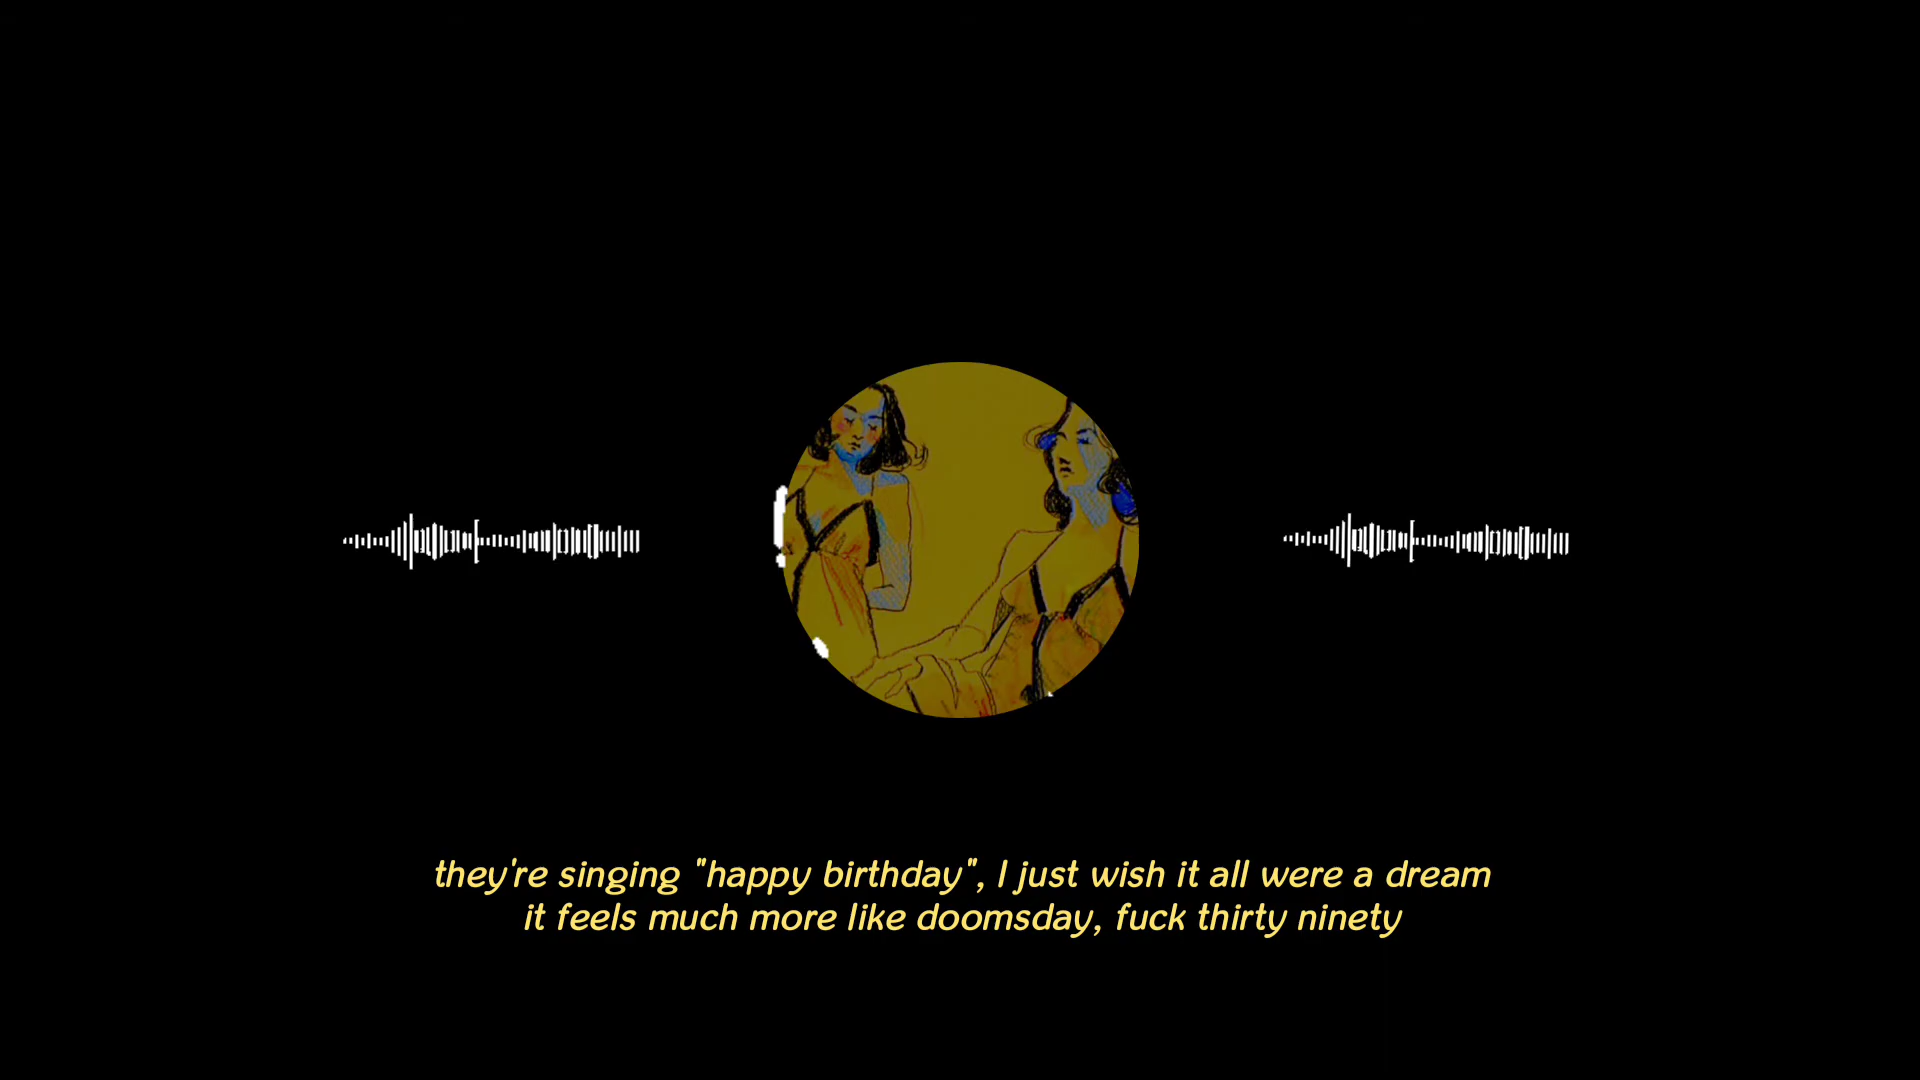 they're singing "happy birthday", I just wish it all were a dream
it feels much more like doomsday, fuck thirty ninety